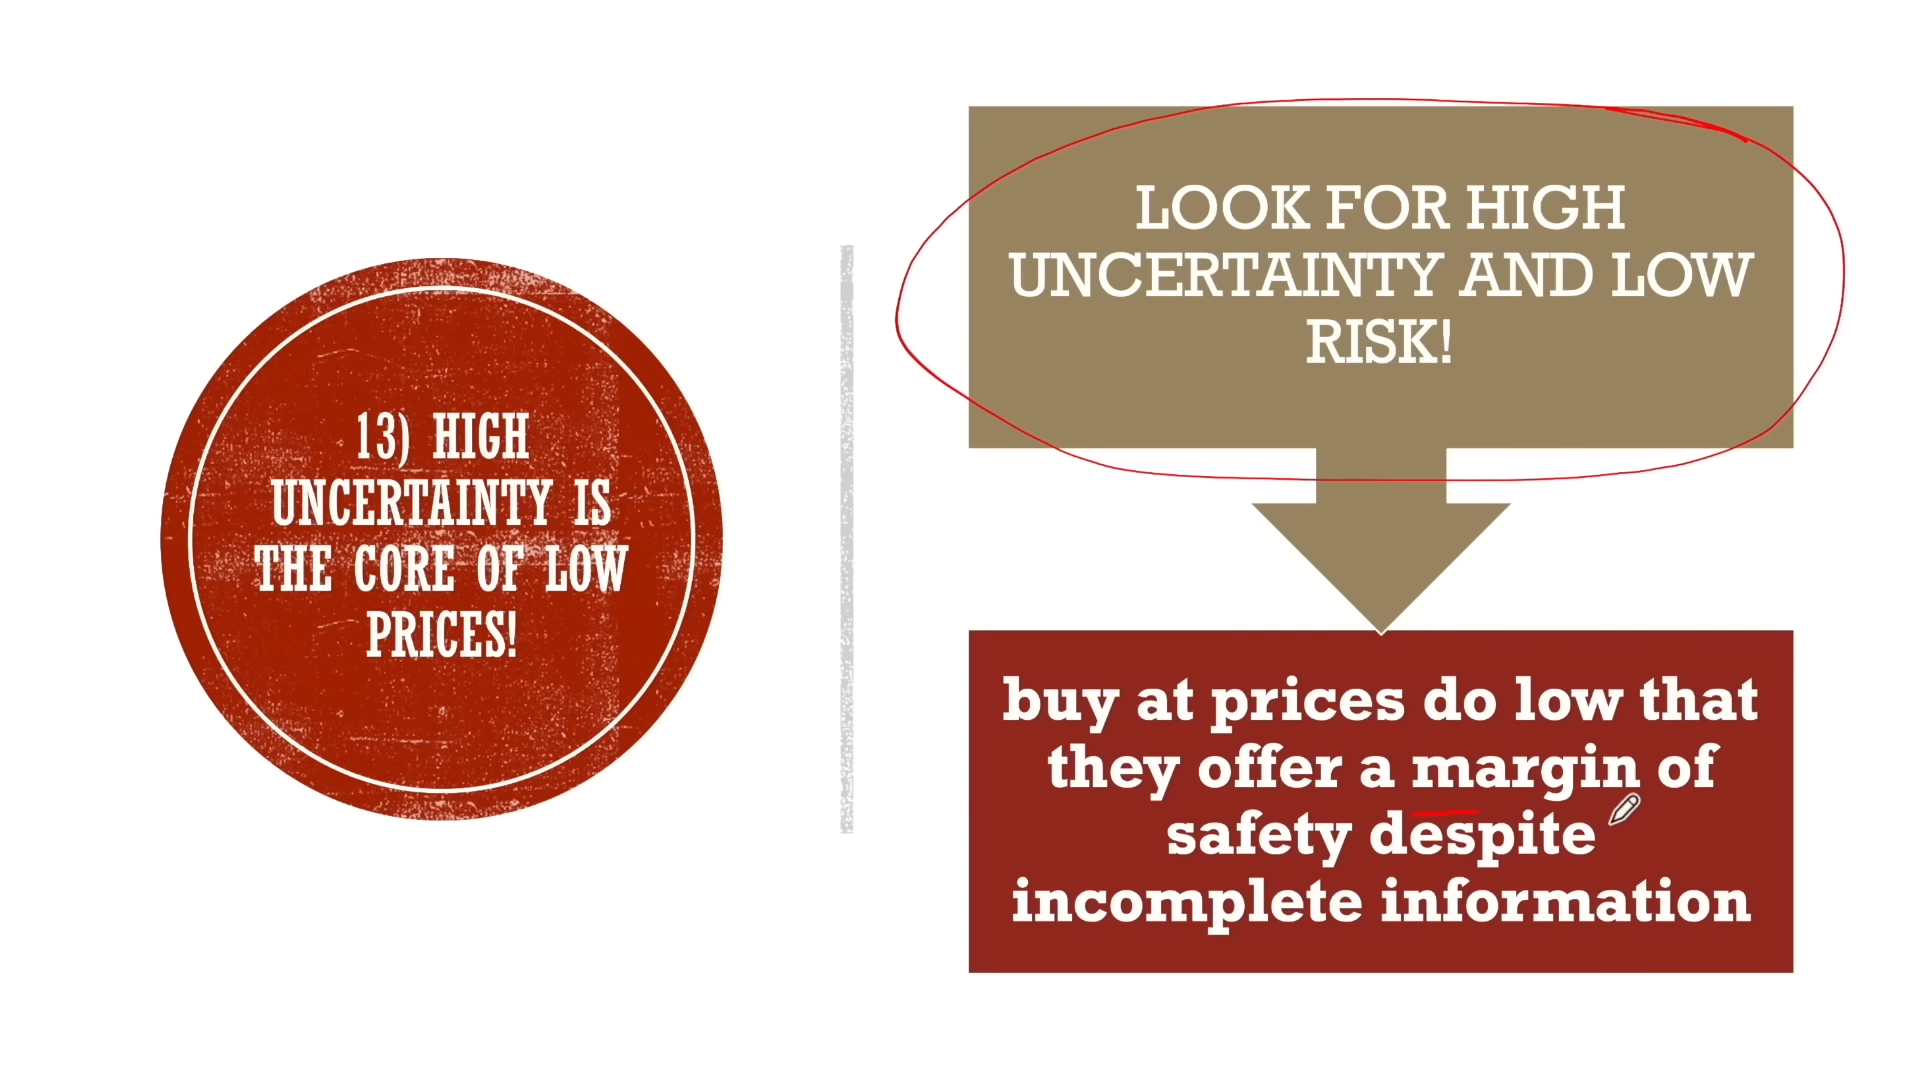 13) HIGH
UNCERTAINTY IS
THE CORE OF LOW
PRICES!
LOOK FOR HIGH
UNCERTAINTY AND LOW
RISK!
buy at prices do low that
they offer a margin of
safety despite
incomplete information